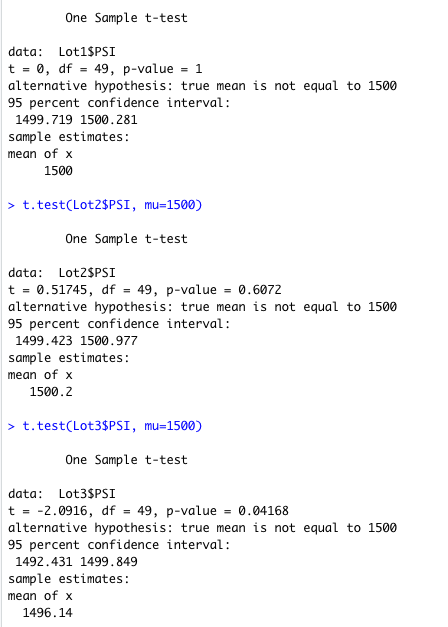 One Sample t-test
data:  Lot1$PSI
t = 0, df = 49, p-value = 1
alternative hypothesis: true mean is not equal to 1500
95 percent confidence interval:
 1499.719 1500.281
sample estimates:
mean of x
     1500
> t.test(Lot2$PSI, mu=1500)
One Sample t-test
data:  Lot2$PSI
t = 0.51745, df = 49, p-value = 0.6072
alternative hypothesis: true mean is not equal to 1500
95 percent confidence interval:
 1499.423 1500.977
sample estimates:
mean of x
   1500.2
> t.test(Lot3$PSI, mu=1500)
One Sample t-test
data:  Lot3$PSI
t = -2.0916, df = 49, p-value = 0.04168
alternative hypothesis: true mean is not equal to 1500
95 percent confidence interval:
 1492.431 1499.849
sample estimates:
mean of x
  1496.14